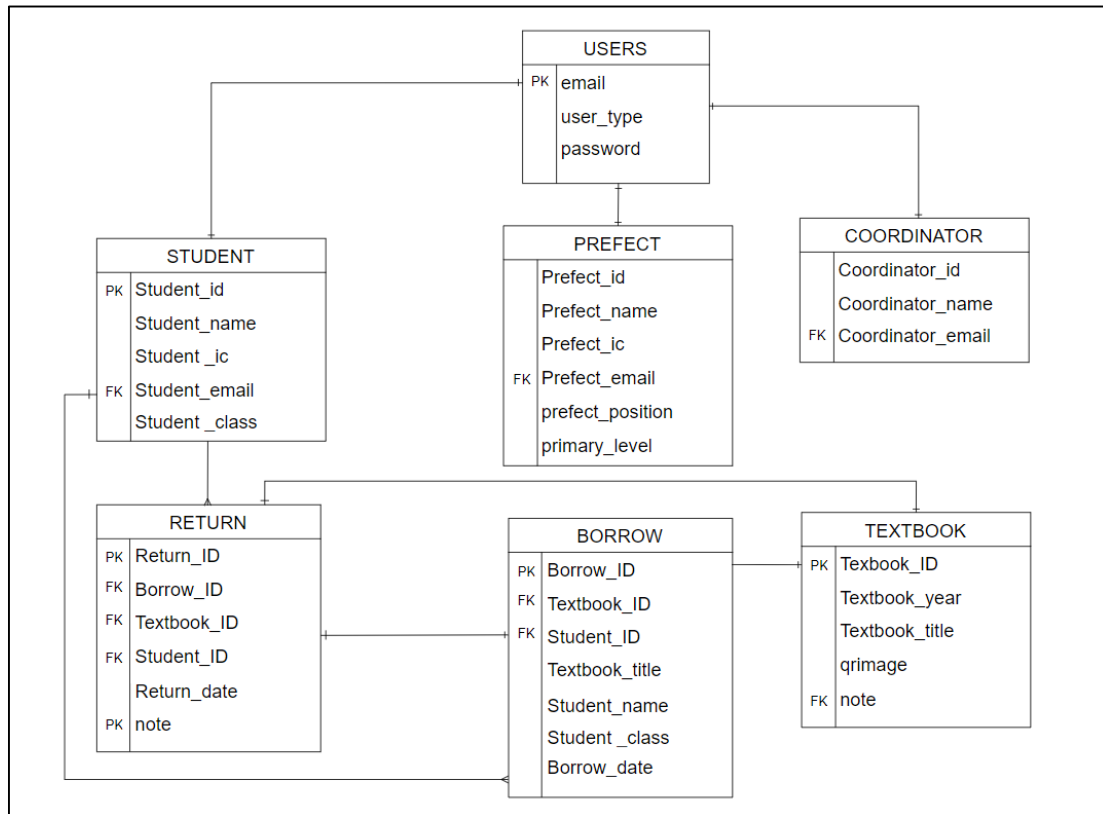 USERS
PK email
user_type
password
STUDENT
PK Student_id
Student_name
Student _ic
FK Student_email
Student _class
PREFECT
Prefect_id
Prefect_name
Prefect_ic
FK Prefect_email
prefect_position
primary_level
COORDINATOR
Coordinator_id
Coordinator_name
FK Coordinator_email
RETURN
PK Return_ID
FK Borrow_ID
FK Textbook_ID
FK Student_ID
Return_date
PK note
BORROW
PK Borrow_ID
FK Textbook_ID
FK Student_ID
Textbook_title
Student_name
Student _class
Borrow_date
TEXTBOOK
PK Texbook_ID
Textbook_year
Textbook_title
qrimage
FK note